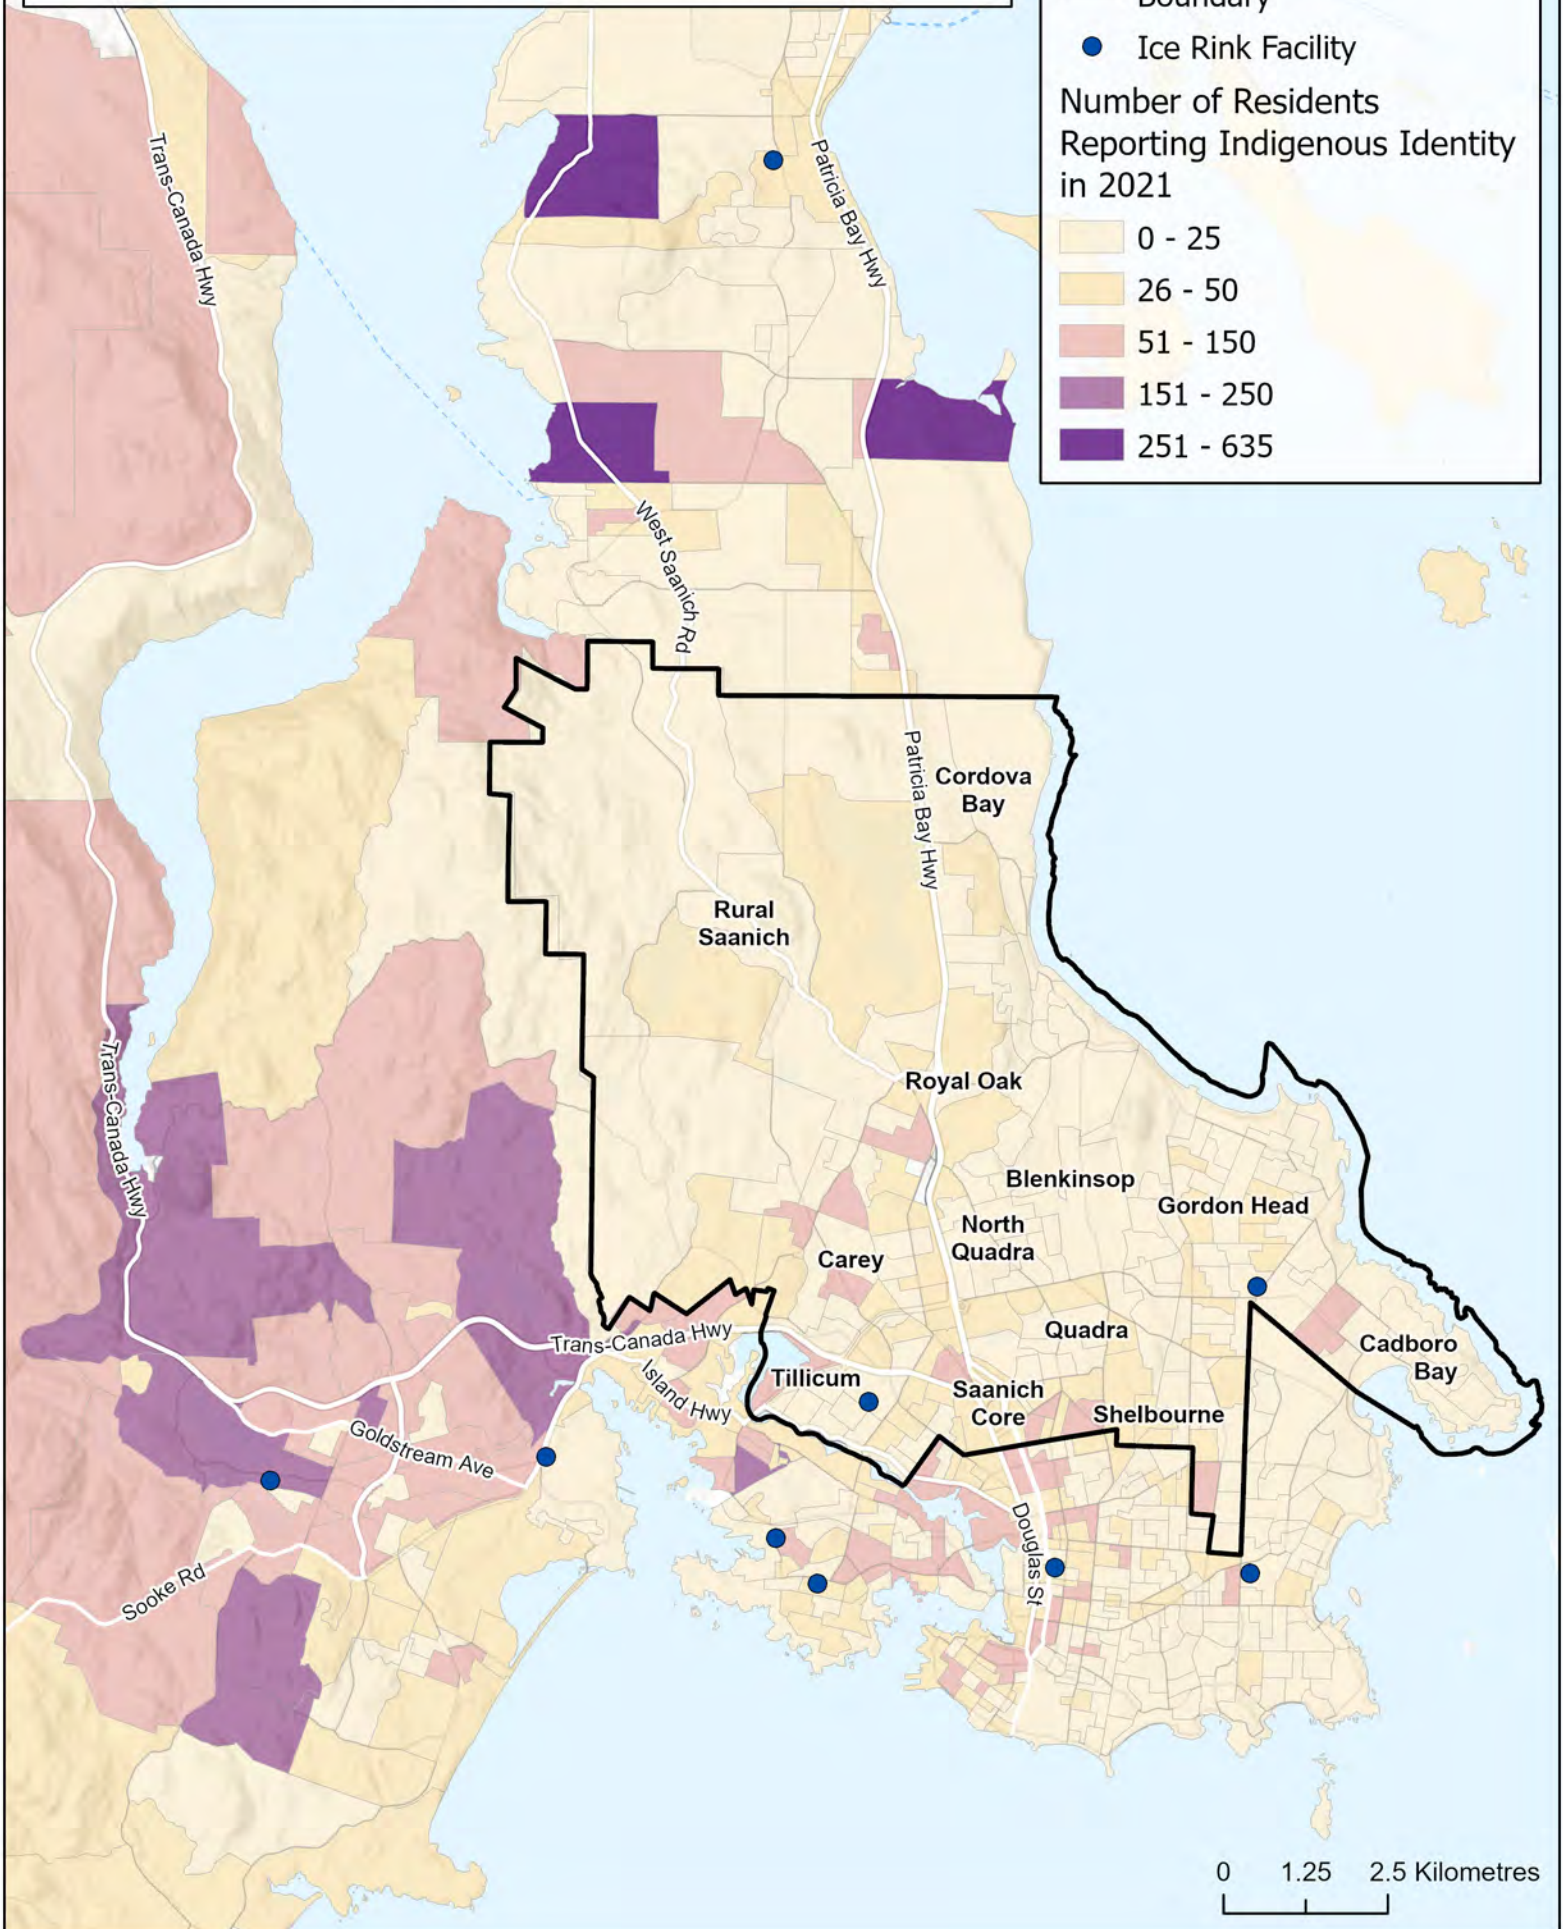 Boundary
Ice Rink Facility
Number of Residents
Reporting Indigenous Identity
in 2021
0 - 25
26 - 50
51 - 150
151 - 250
251 - 635
Trans-Canada Hwy
Patricia Bay Hwy
West Saanich Rd
Patricia Bay Hwy
Cordova
Bay
Rural
Saanich
Trans-Canada Hwy
Royal Oak
Blenkinsop
Gordon Head
North
Quadra
Carey
Trans-Canada Hwy
Quadra
Cadboro
Bay
Island Hwy
Tillicum
Saanich
Core
Shelbourne
Goldstream Ave
Douglas St
Sooke Rd
0 1.25 2.5 Kilometres